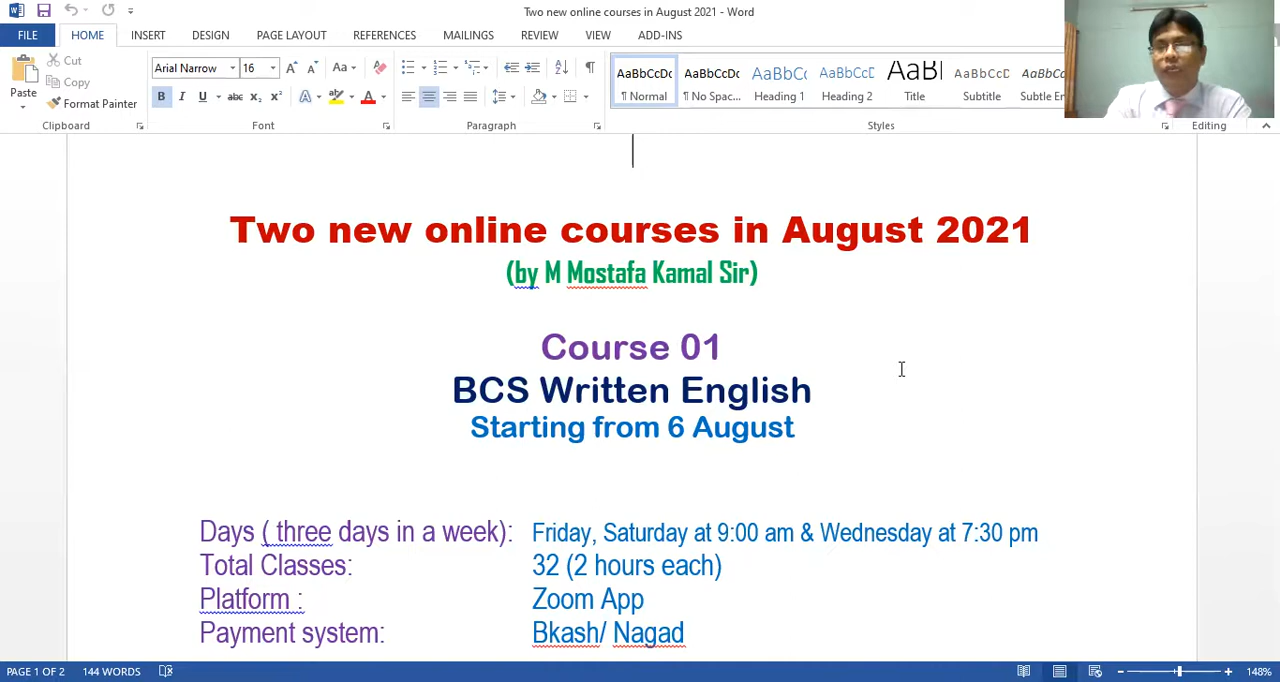 Two new online courses in August 2021 - Word
FILE HOME INSERT DESIGN PAGE LAYOUT REFERENCES MAILINGS REVIEW VIEW ADD-INS
Paste
Cut
Copy
Format Painter
Clipboard
Arial Narrow 16
Font
Paragraph
AaBbCcDc AaBbCcDc AaBbCc AaBbCcD AaBl AaBbCcD AaBbCcD
¶ Normal ¶ No Spac... Heading 1 Heading 2 Title Subtitle Subtle En
Styles
Editing
Two new online courses in August 2021
(by M Mostafa Kamal Sir)
Course 01
BCS Written English
Starting from 6 August
Days ( three days in a week): Friday, Saturday at 9:00 am & Wednesday at 7:30 pm
Total Classes: 32 (2 hours each)
Platform : Zoom App
Payment system: Bkash/ Nagad
PAGE 1 OF 2 144 WORDS 148%